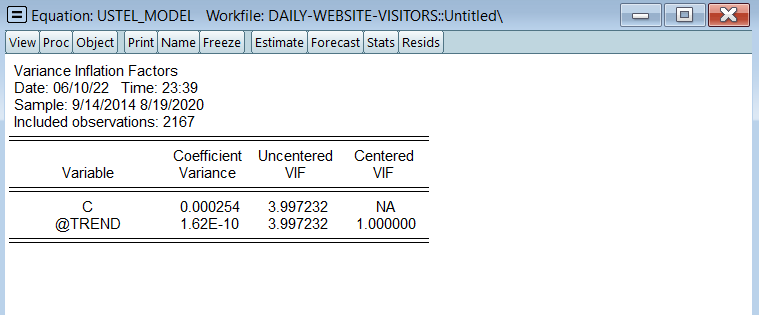 Equation: USTEL_MODEL Workfile: DAILY-WEBSITE-VISITORS::Untitled\
View Proc Object Print Name Freeze Estimate Forecast Stats Resids
Variance Inflation Factors
Date: 06/10/22 Time: 23:39
Sample: 9/14/2014 8/19/2020
Included observations: 2167
Coefficient Uncentered Centered
Variable Variance VIF VIF
C 0.000254 3.997232 NA
@TREND 1.62E-10 3.997232 1.000000